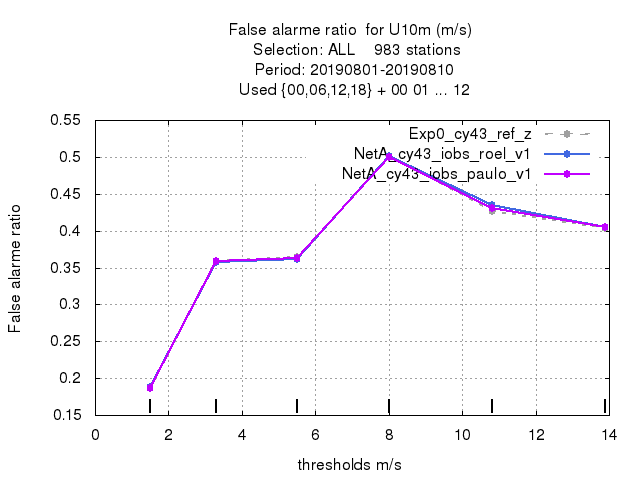 False alarme ratio  for U10m (m/s)
Selection: ALL    983 stations
Period: 20190801-20190810
Used {00,06,12,18} + 00 01 ... 12
0.55
0.5
0.45
0.4
0.35
0.3
0.25
0.2
0.15
False alarme ratio
Exp0_cy43_ref_z
NetA_cy43_iobs_roel_v1
NetA_cy43_iobs_paulo_v1
0 2 4 6 8 10 12 14
thresholds m/s